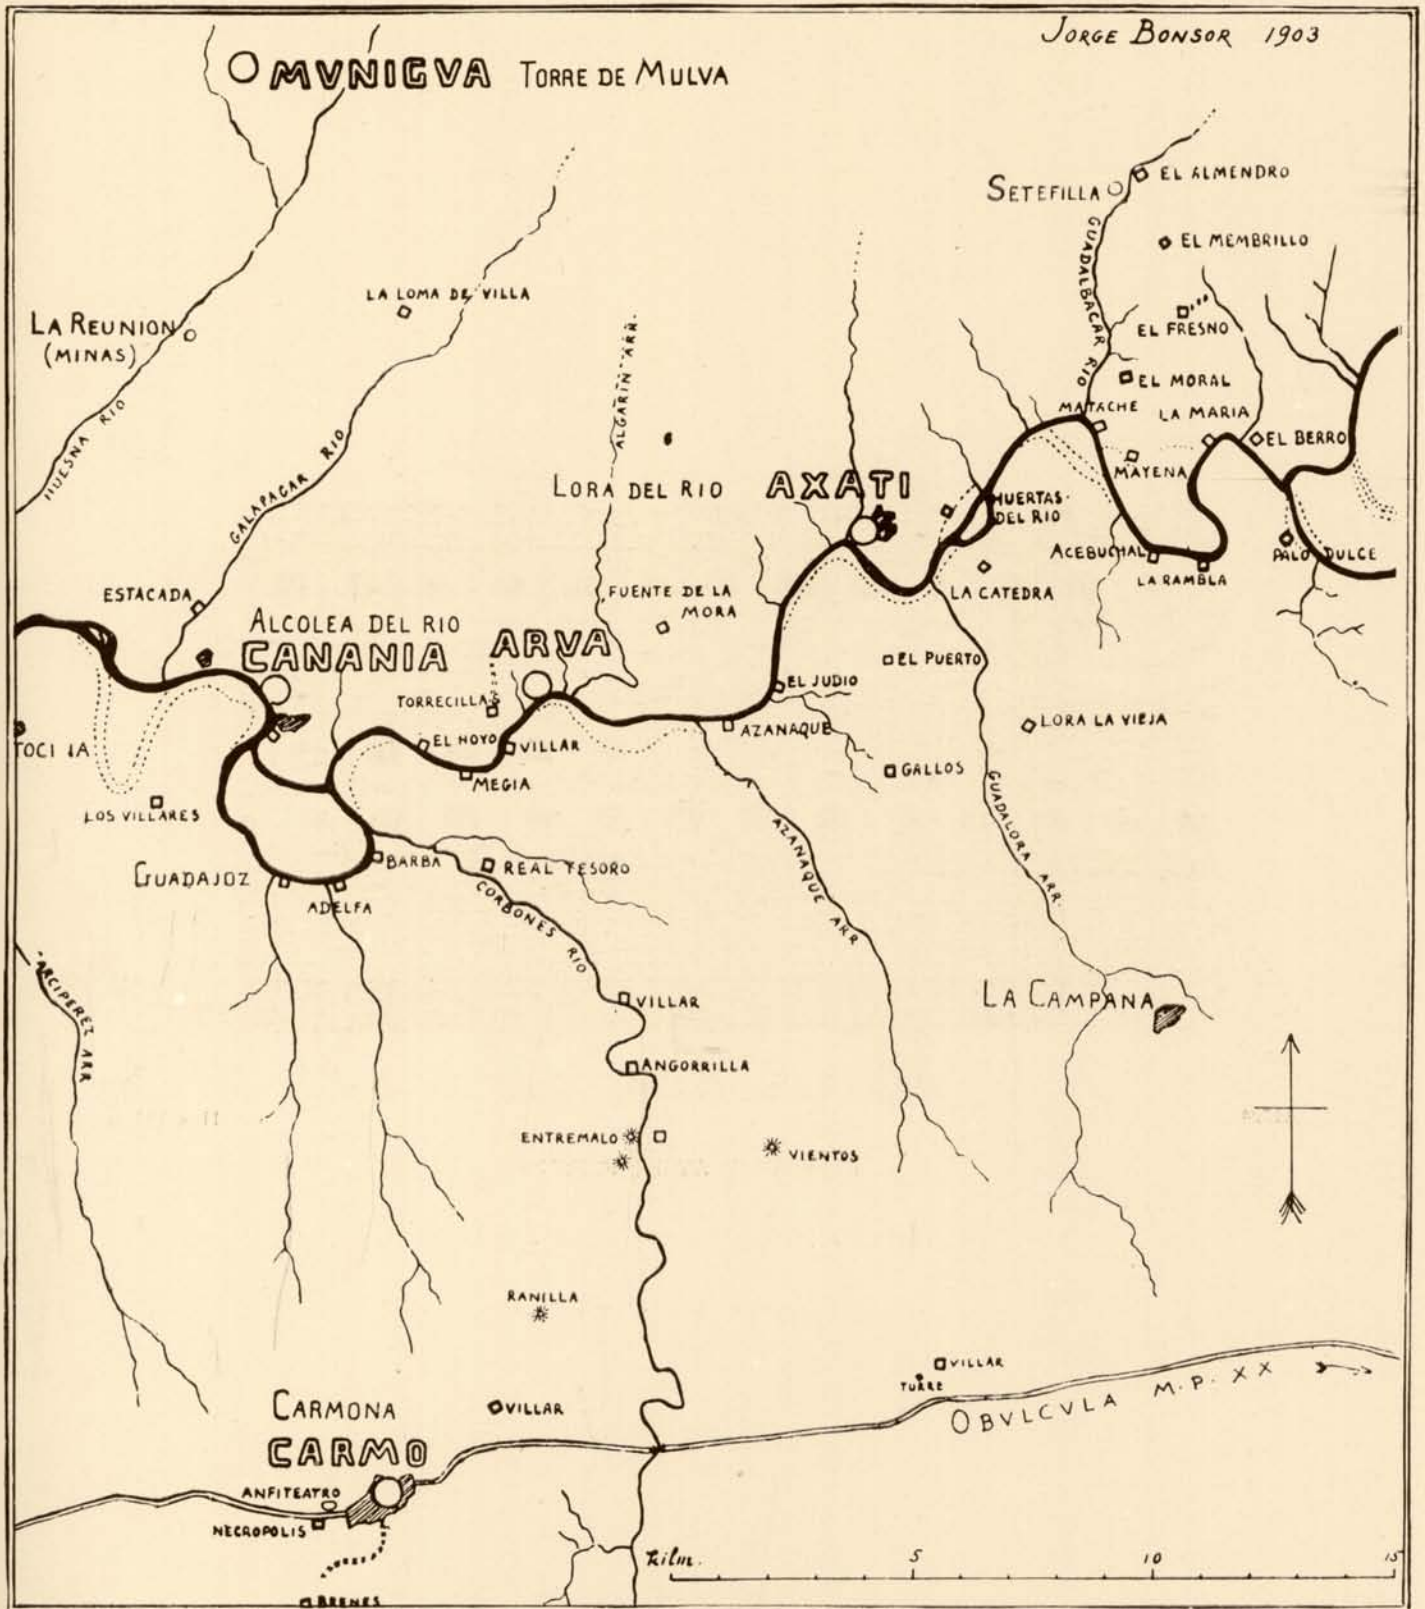 JORGE BONSOR 1903
MVNIGVA TORRE DE MULVA
SETEFILLA
EL ALMENDRO
GUADALBACAR RIO
EL MEMBRILLO
LA LOMA DE VILLA
LA REUNION
(MINAS)
EL FRESNO
ALGARIN ARR.
EL MORAL
HUESNA RIO
MATACHE
LA MARIA
EL BERRO
GALAPAGAR RIO
MAYENA
LORA DEL RIO
AXATI
HUERTAS
DEL RIO
ACEBUCHAL
PALO DULCE
LA RAMBLA
ESTACADA
FUENTE DE LA
MORA
LA CATEDRA
ALCOLEA DEL RIO
CANANIA
ARVA
EL PUERTO
EL JUDIO
TORRECILLAS
LORA LA VIEJA
AZANAQUE
EL HOYO
VILLAR
TOCINA
GALLOS
MEGIA
LOS VILLARES
GUADALORA ARR.
AZANAQUE ARR
BARBA
REAL TESORO
GUADAJOZ
ADELFA
CORBONES RIO
ARCIPEREZ ARR
VILLAR
LA CAMPANA
ANGORRILLA
ENTREMALO
VIENTOS
RANILLA
VILLAR
TURRE
OBVLCVLA M.P. XX
CARMONA
CARMO
VILLAR
ANFITEATRO
NECROPOLIS
BRENES
kilm. 5 10 15